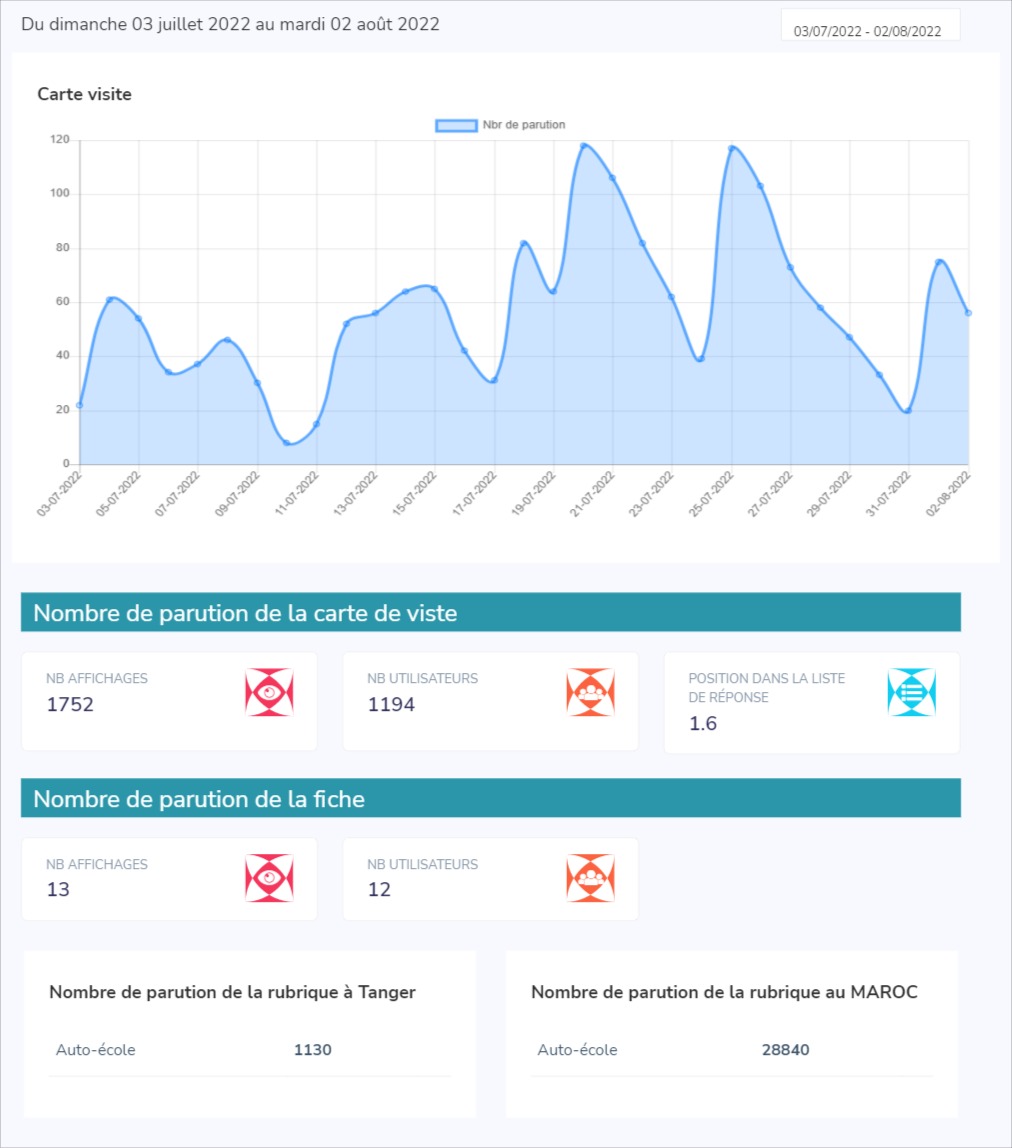 Du dimanche 03 juillet 2022 au mardi 02 août 2022
03/07/2022 - 02/08/2022
Carte visite
Nbr de parution
120
100
80
60
40
20
0
03-07-2022
05-07-2022
07-07-2022
09-07-2022
11-07-2022
13-07-2022
15-07-2022
17-07-2022
19-07-2022
21-07-2022
23-07-2022
25-07-2022
27-07-2022
29-07-2022
31-07-2022
02-08-2022
Nombre de parution de la carte de viste
NB AFFICHAGES
1752
NB UTILISATEURS
1194
POSITION DANS LA LISTE
DE RÉPONSE
1.6
Nombre de parution de la fiche
NB AFFICHAGES
13
NB UTILISATEURS
12
Nombre de parution de la rubrique à Tanger
Auto-école 1130
Nombre de parution de la rubrique au MAROC
Auto-école 28840